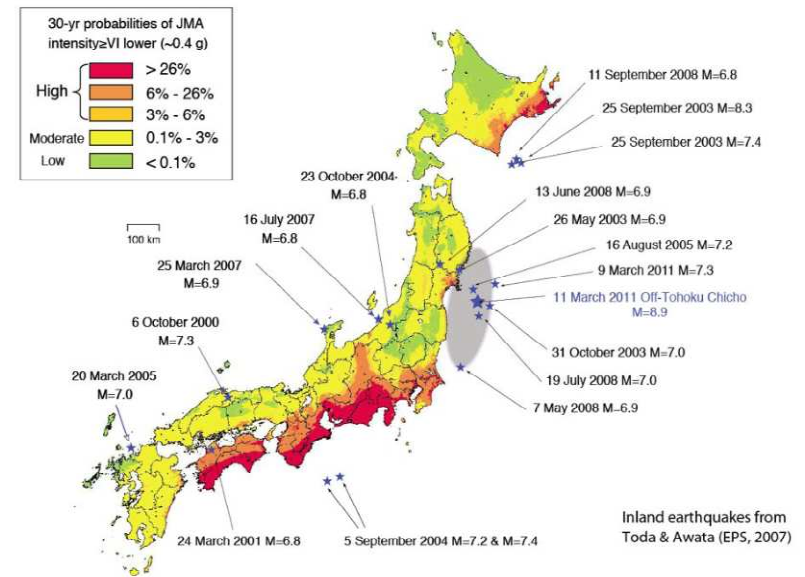 30-yr probabilities of JMA
intensity≥VI lower (~0.4 g)
High
> 26%
6% - 26%
3% - 6%
Moderate
0.1% - 3%
Low
< 0.1%
100 km
11 September 2008 M=6.8
25 September 2003 M=8.3
25 September 2003 M=7.4
23 October 2004
M=6.8
13 June 2008 M=6.9
16 July 2007
M=6.8
26 May 2003 M=6.9
16 August 2005 M=7.2
25 March 2007
M=6.9
9 March 2011 M=7.3
11 March 2011 Off-Tohoku Chicho
M=8.9
6 October 2000
M=7.3
31 October 2003 M=7.0
20 March 2005
M=7.0
19 July 2008 M=7.0
7 May 2008 M=6.9
24 March 2001 M=6.8
5 September 2004 M=7.2 & M=7.4
Inland earthquakes from
Toda & Awata (EPS, 2007)